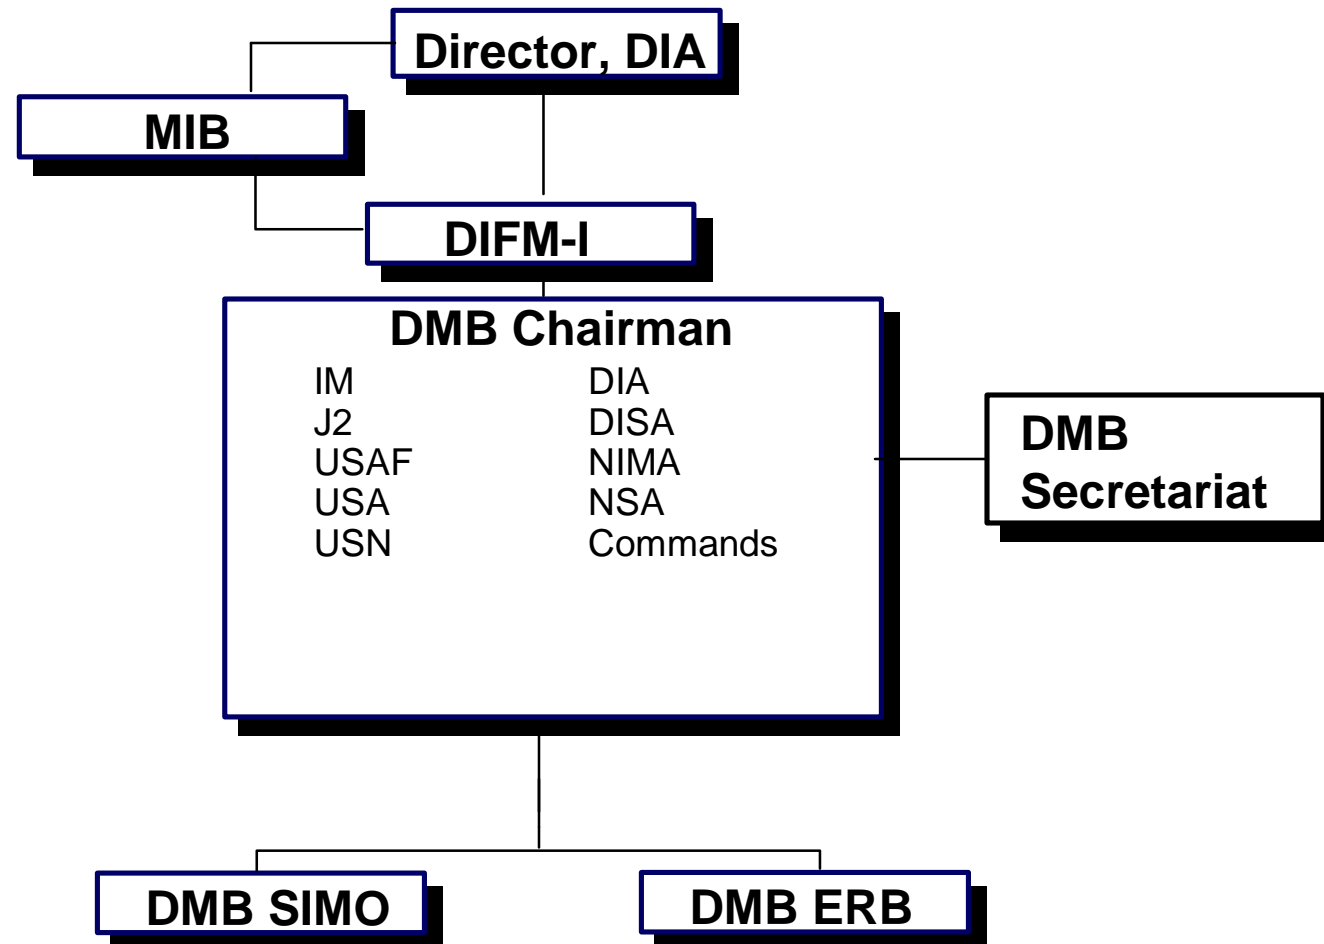 Director, DIA
MIB
DIFM-I
DMB Chairman
IM DIA
J2 DISA
USAF NIMA
USA NSA
USN Commands
DMB
Secretariat
DMB SIMO
DMB ERB